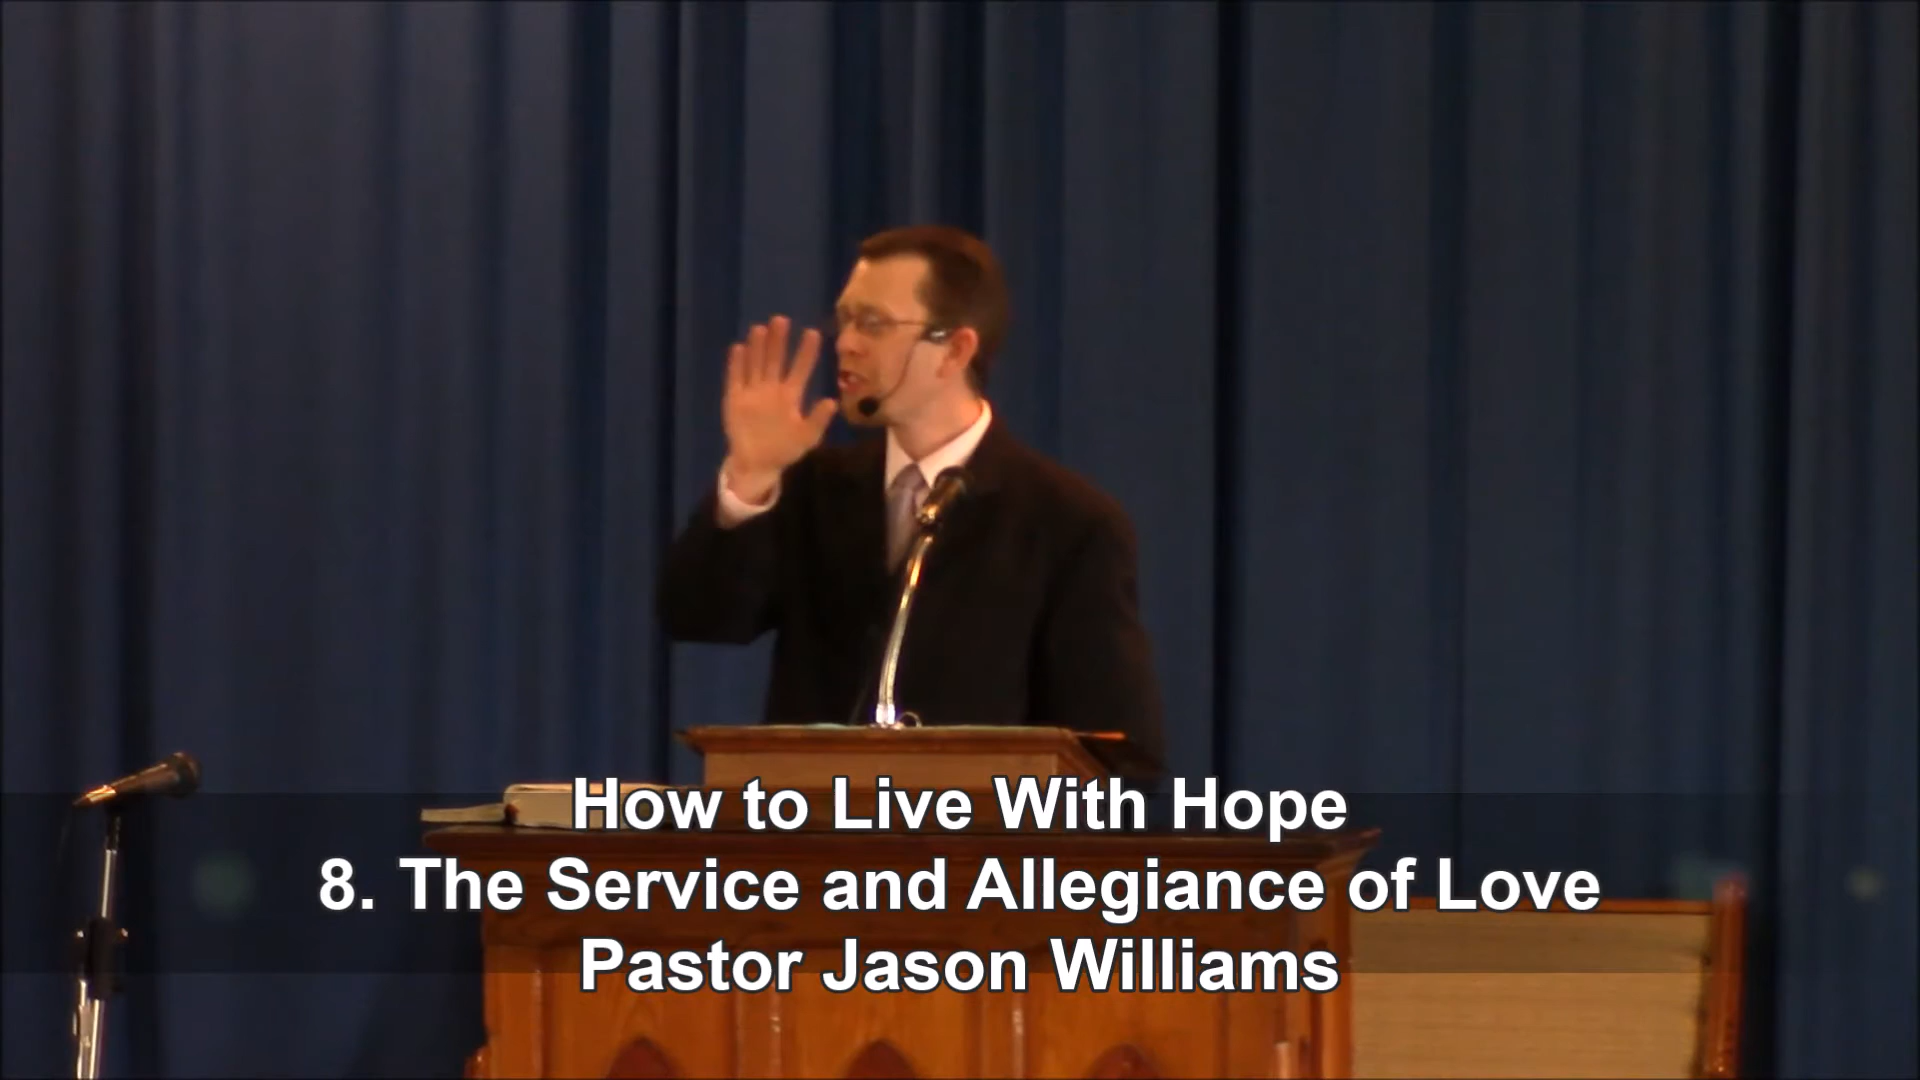 How to Live With Hope
8. The Service and Allegiance of Love
Pastor Jason Williams